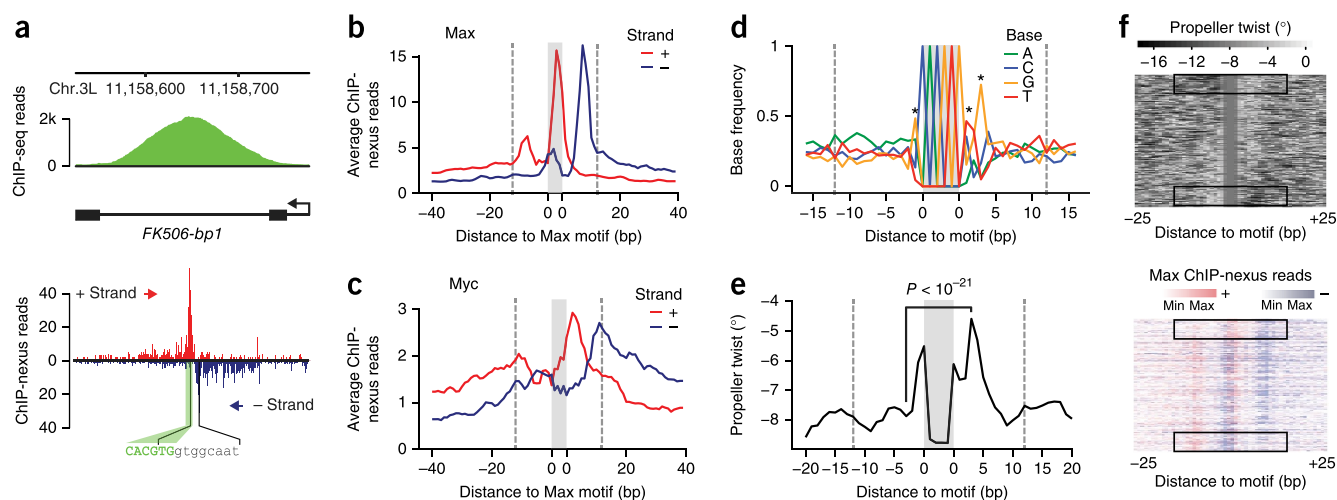 a
Chr.3L 11,158,600 11,158,700
ChIP-seq reads
2k
0
FK506-bp1
ChIP-nexus reads
40
20
0
20
40
+ Strand
– Strand
CACGTGgtggcaat
b
Max
Strand
+
–
Average ChIP-
nexus reads
15
10
5
0
−40 −20 0 0 20 40
Distance to Max motif (bp)
c
Myc
Strand
+
–
Average ChIP-
nexus reads
3
2
1
0
−40 −20 0 0 20 40
Distance to Max motif (bp)
d
Base
A
C
G
T
* * *
Base frequency
1
0.5
0
−15 −10 −5 0 0 5 10 15
Distance to motif (bp)
e
P < 10−21
Propeller twist (°)
−4
−5
−6
−7
−8
−20 −15 −10 −5 0 0 5 10 15 20
Distance to motif (bp)
f
Propeller twist (°)
−16 −12 −8 −4 0
−25 +25
Distance to motif (bp)
Max ChIP-nexus reads
+ –
Min Max Min Max
−25 +25
Distance to motif (bp)